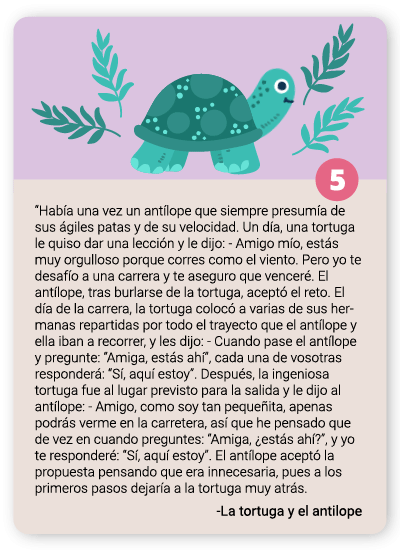 5
“Había una vez un antílope que siempre presumía de
sus ágiles patas y de su velocidad. Un día, una tortuga
le quiso dar una lección y le dijo: - Amigo mío, estás
muy orgulloso porque corres como el viento. Pero yo te
desafío a una carrera y te aseguro que venceré. El
antílope, tras burlarse de la tortuga, aceptó el reto. El
día de la carrera, la tortuga colocó a varias de sus her-
manas repartidas por todo el trayecto que el antílope y
ella iban a recorrer, y les dijo: - Cuando pase el antílope
y pregunte: “Amiga, estás ahí”, cada una de vosotras
responderá: “Sí, aquí estoy”. Después, la ingeniosa
tortuga fue al lugar previsto para la salida y le dijo al
antílope: - Amigo, como soy tan pequeñita, apenas
podrás verme en la carretera, así que he pensado que
de vez en cuando preguntes: “Amiga, ¿estás ahí?”, y yo
te responderé: “Sí, aquí estoy”. El antílope aceptó la
propuesta pensando que era innecesaria, pues a los
primeros pasos dejaría a la tortuga muy atrás.
-La tortuga y el antilope